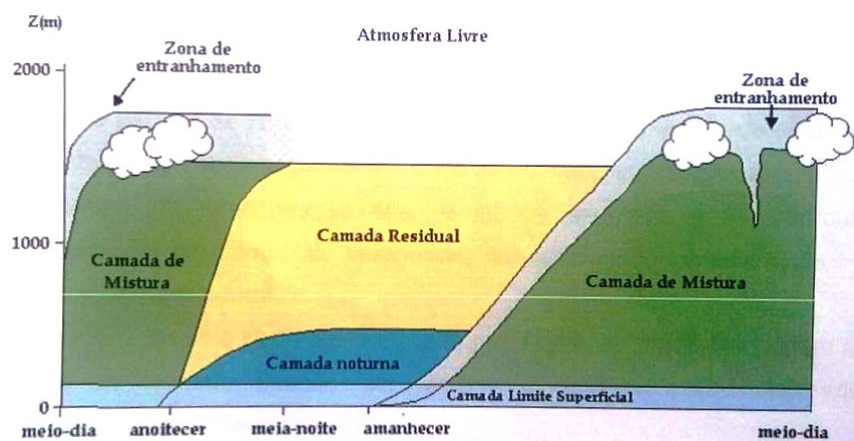 Z(m)
Atmosfera Livre
Zona de
entranhamento
2000
Zona de
entranhamento
1000
Camada Residual
Camada de
Mistura
Camada de Mistura
Camada noturna
Camada Limite Superficial
0
meio-dia anoitecer meia-noite amanhecer meio-dia